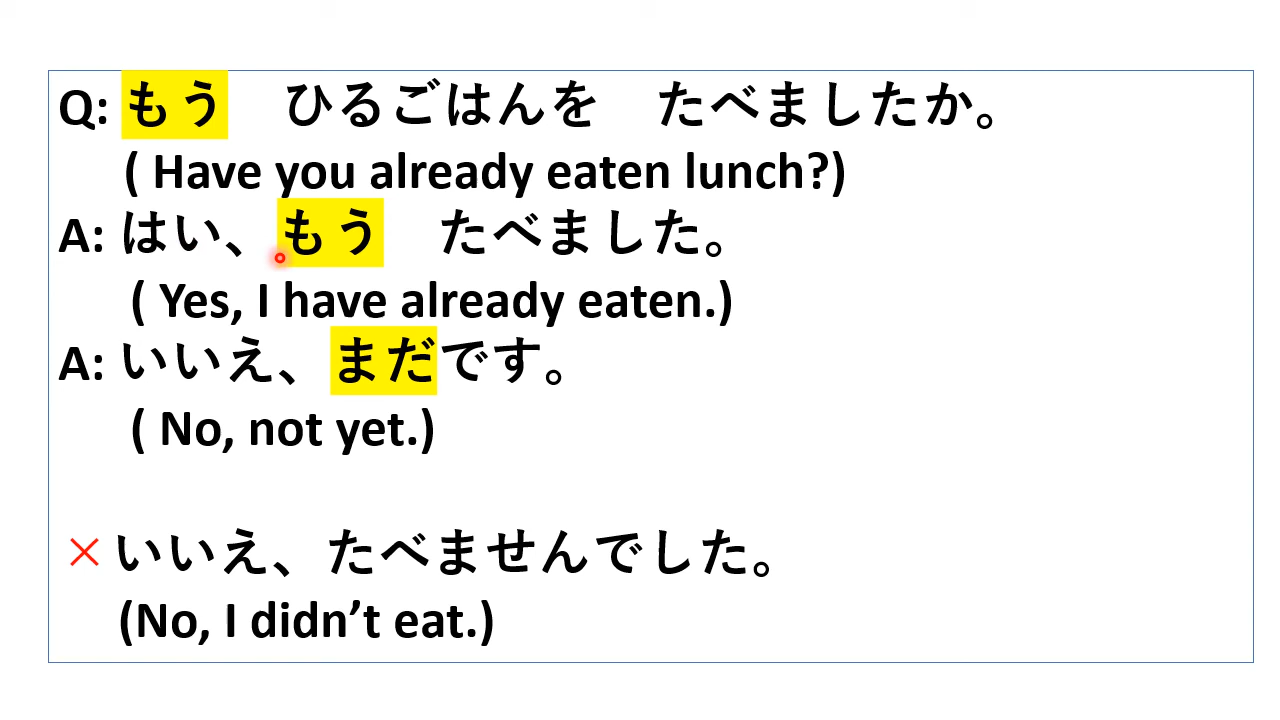 Q: もう　ひるごはんを　たべましたか。
( Have you already eaten lunch?)
A: はい、もう　たべました。
( Yes, I have already eaten.)
A: いいえ、まだです。
( No, not yet.)
× いいえ、たべませんでした。
(No, I didn’t eat.)